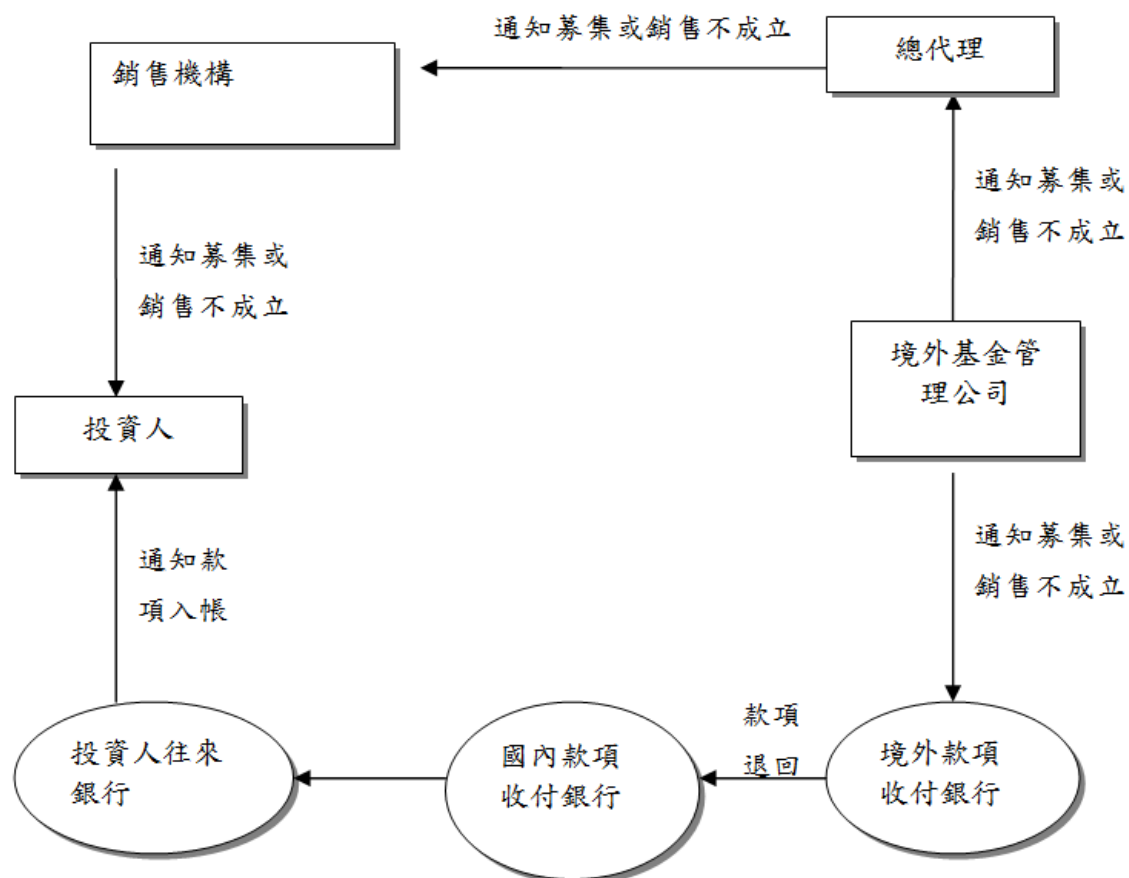 通知募集或銷售不成立
總代理
銷售機構
通知募集或
銷售不成立
通知募集或
銷售不成立
境外基金管
理公司
投資人
通知募集或
銷售不成立
通知款
項入帳
款項
退回
投資人往來
銀行
國內款項
收付銀行
境外款項
收付銀行